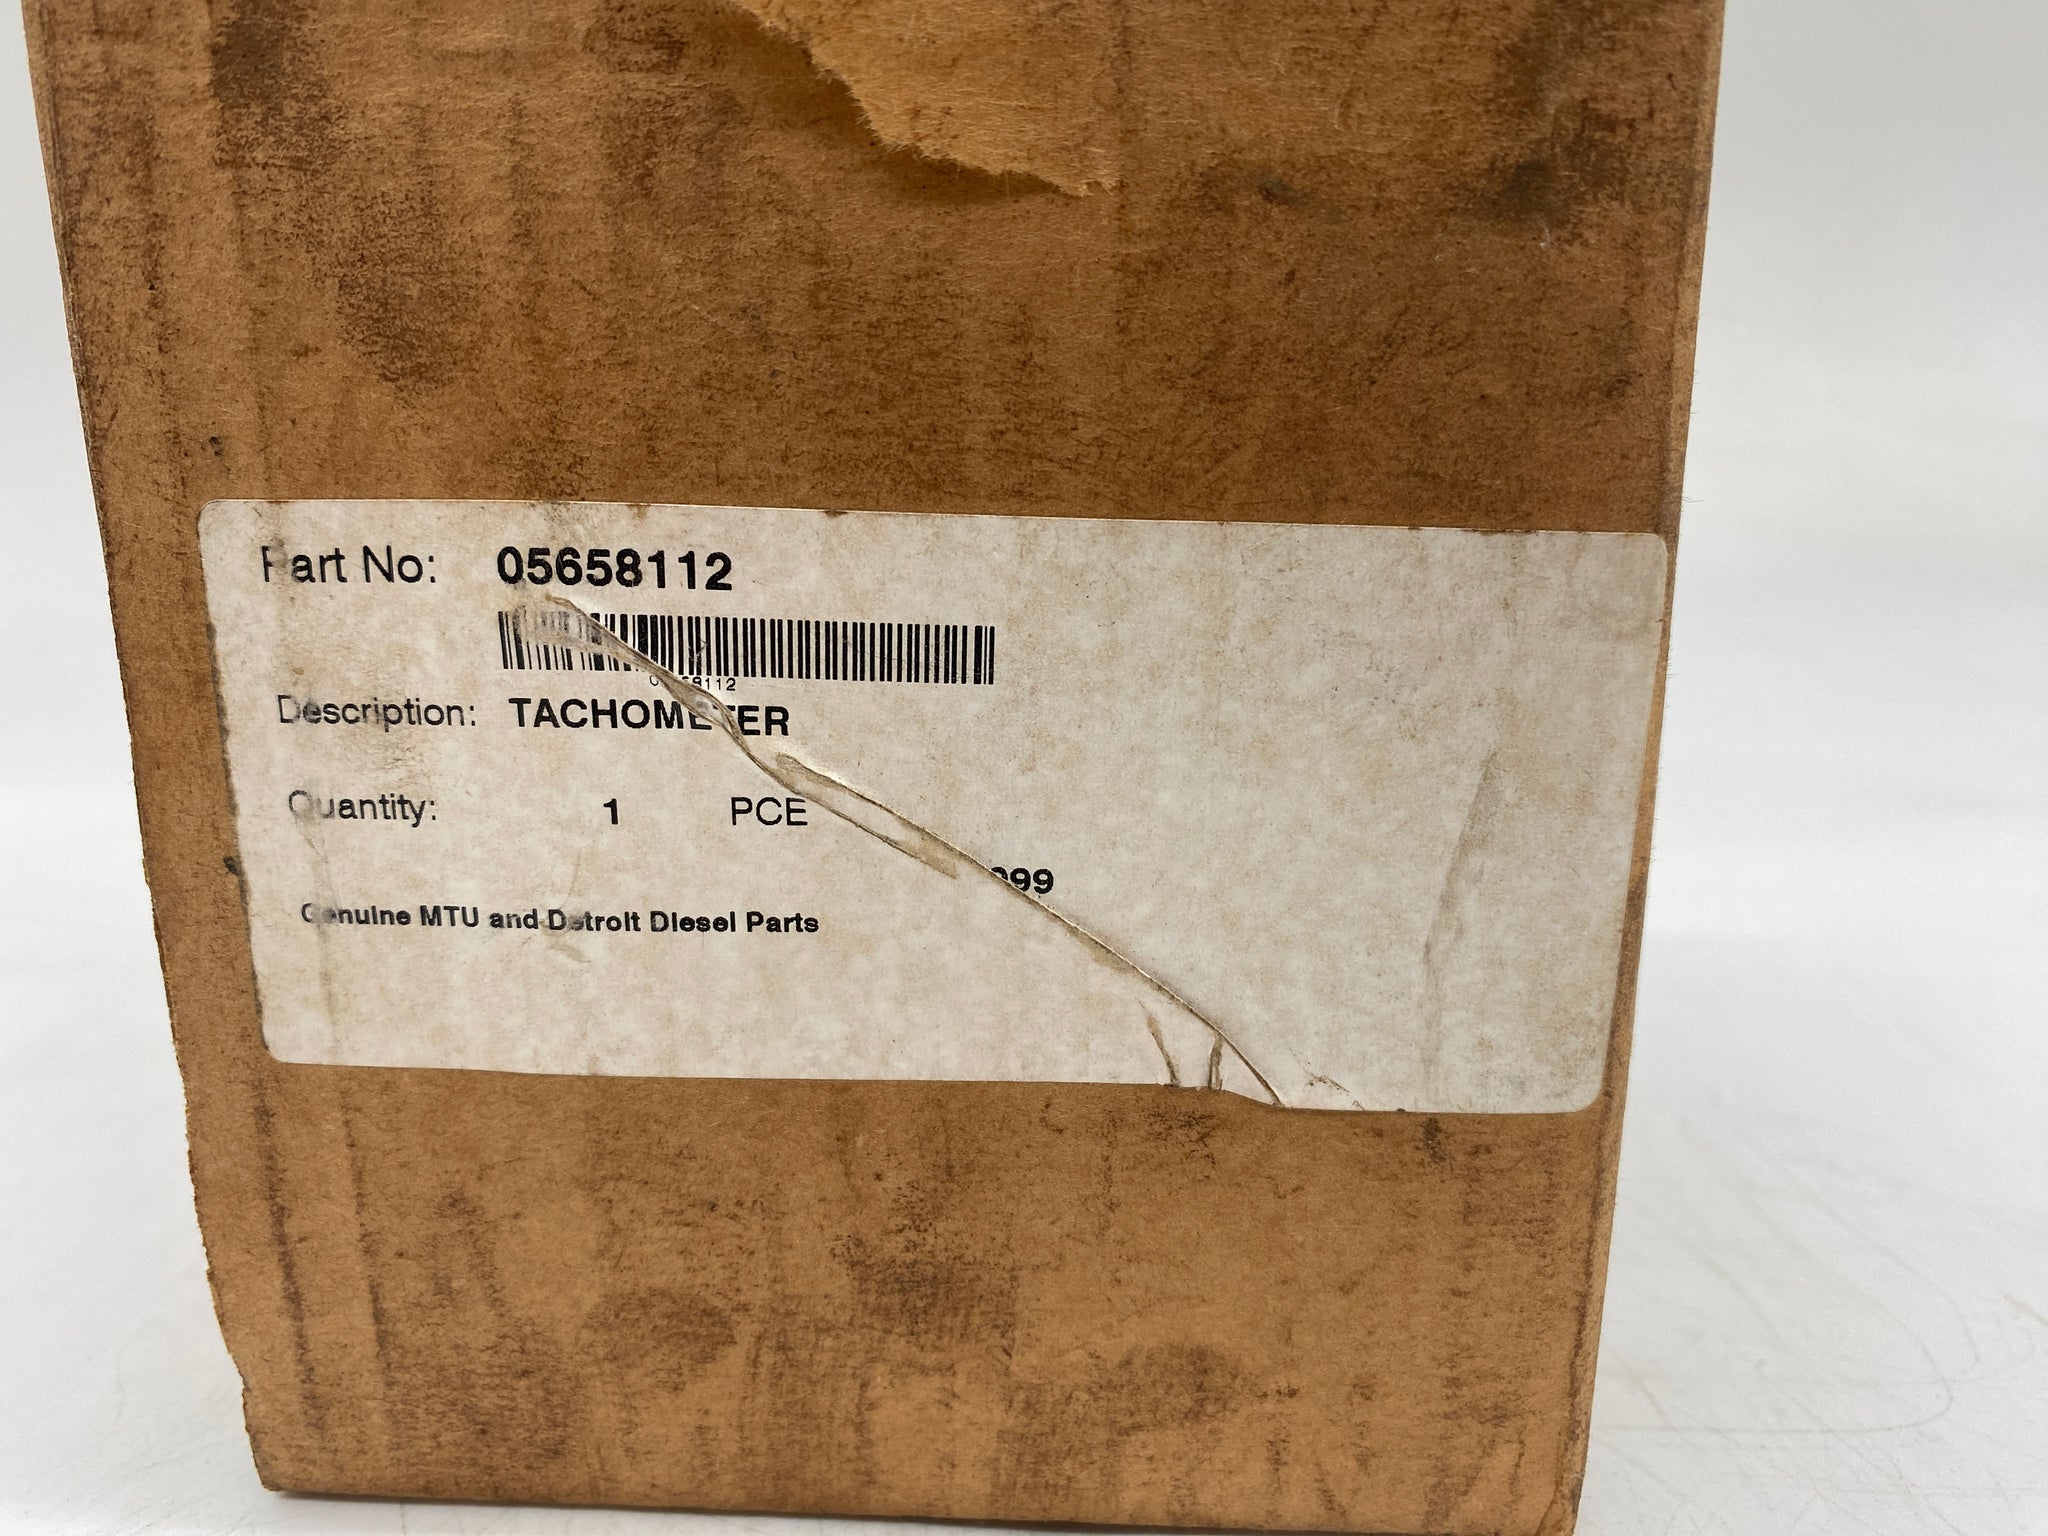 Part No: 05658112
Description: TACHOMETER
Quantity: 1 PCE
Genuine MTU and Detroit Diesel Parts